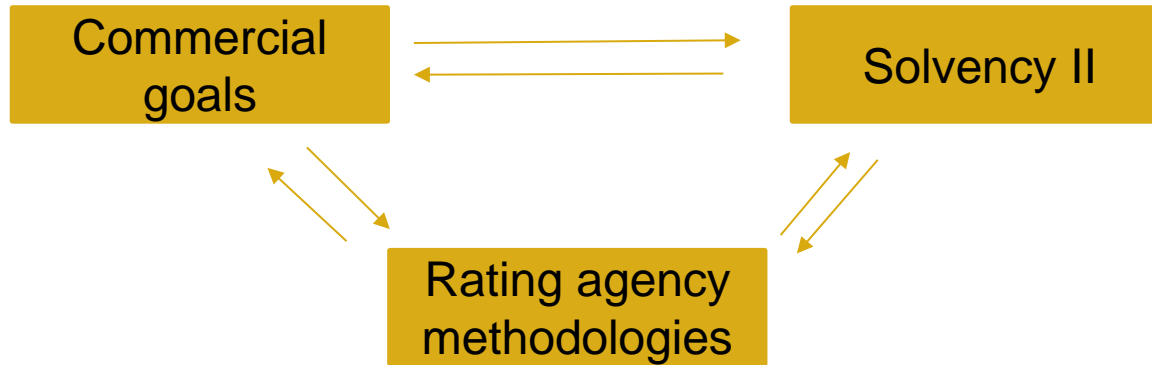 Commercial
goals
Solvency II
Rating agency
methodologies